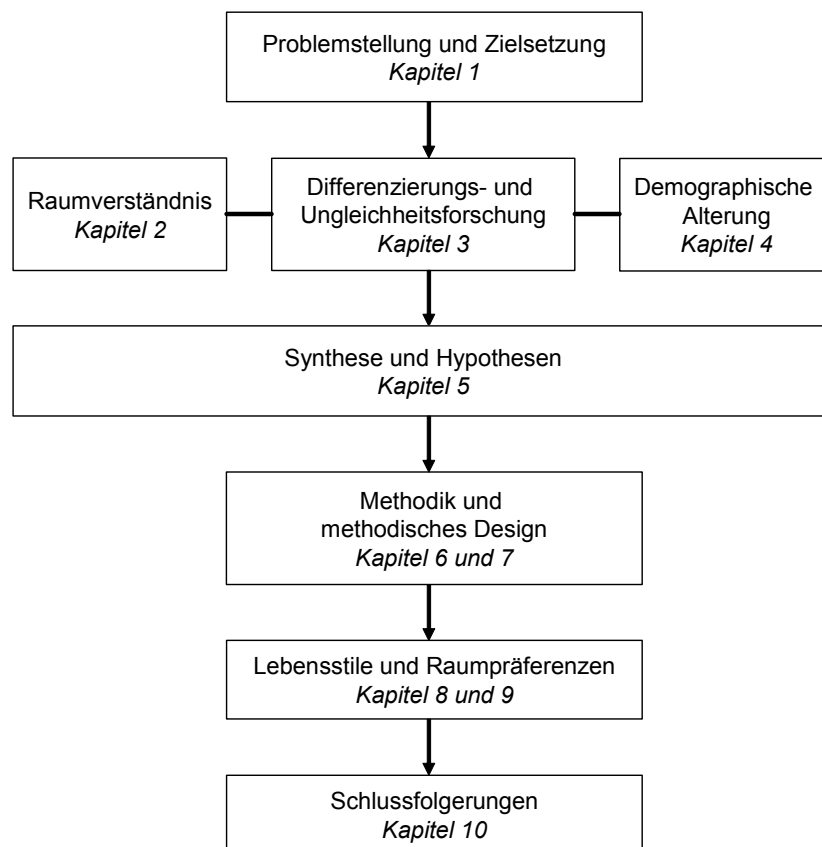 Problemstellung und Zielsetzung
Kapitel 1
Raumverständnis
Kapitel 2
Differenzierungs- und
Ungleichheitsforschung
Kapitel 3
Demographische
Alterung
Kapitel 4
Synthese und Hypothesen
Kapitel 5
Methodik und
methodisches Design
Kapitel 6 und 7
Lebensstile und Raumpräferenzen
Kapitel 8 und 9
Schlussfolgerungen
Kapitel 10